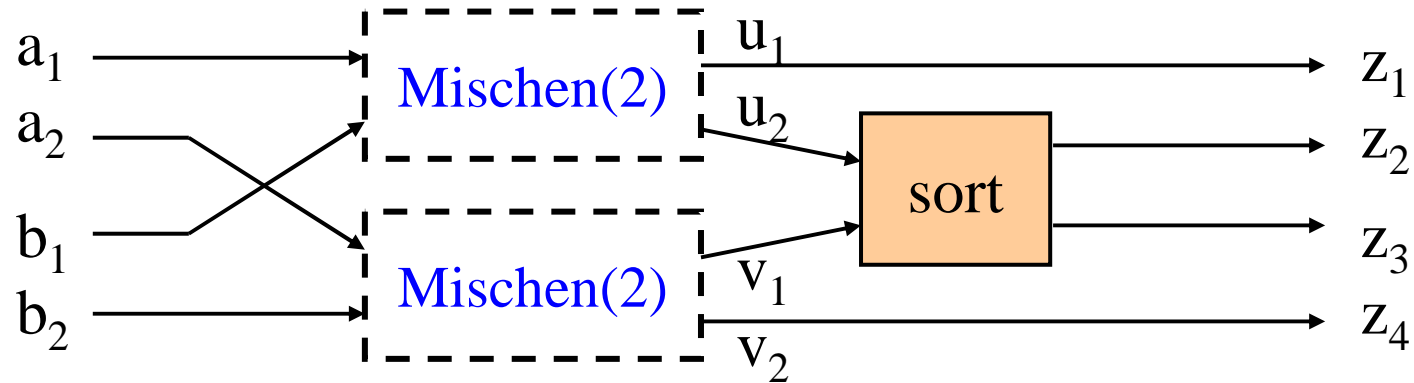 a₁ Mischen(2) u₁ z₁
a₂ u₂ z₂
sort
b₁ Mischen(2) v₁ z₃
b₂ v₂ z₄